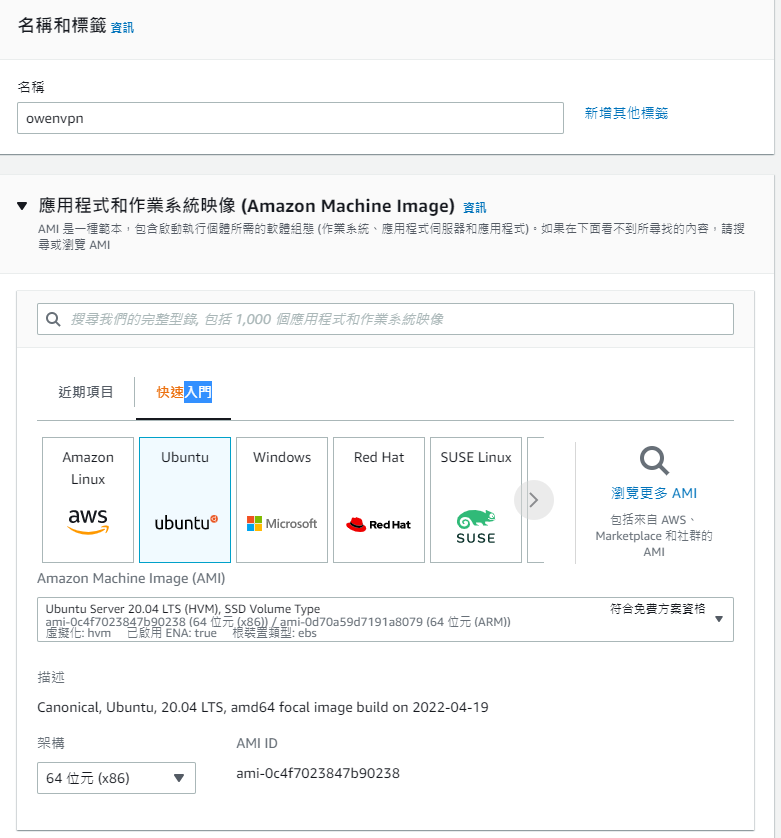 名稱和標籤 資訊
名稱
owenvpn
新增其他標籤
應用程式和作業系統映像 (Amazon Machine Image) 資訊
AMI 是一種範本，包含啟動執行個體所需的軟體組態 (作業系統、應用程式伺服器和應用程式)。如果在下面看不到所尋找的內容，請搜
尋或瀏覽 AMI
搜尋我們的完整型錄, 包括 1,000 個應用程式和作業系統映像
近期項目
快速入門
Amazon
Linux
aws
Ubuntu
ubuntu
Windows
Microsoft
Red Hat
Red Hat
SUSE Linux
SUSE
瀏覽更多 AMI
包括來自 AWS、
Marketplace 和社群的
AMI
Amazon Machine Image (AMI)
Ubuntu Server 20.04 LTS (HVM), SSD Volume Type
符合免費方案資格
ami-0c4f7023847b90238 (64 位元 (x86)) / ami-0d70a59d7191a8079 (64 位元 (ARM))
虛擬化: hvm 已啟用 ENA: true 根裝置類型: ebs
描述
Canonical, Ubuntu, 20.04 LTS, amd64 focal image build on 2022-04-19
架構
AMI ID
64 位元 (x86)
ami-0c4f7023847b90238